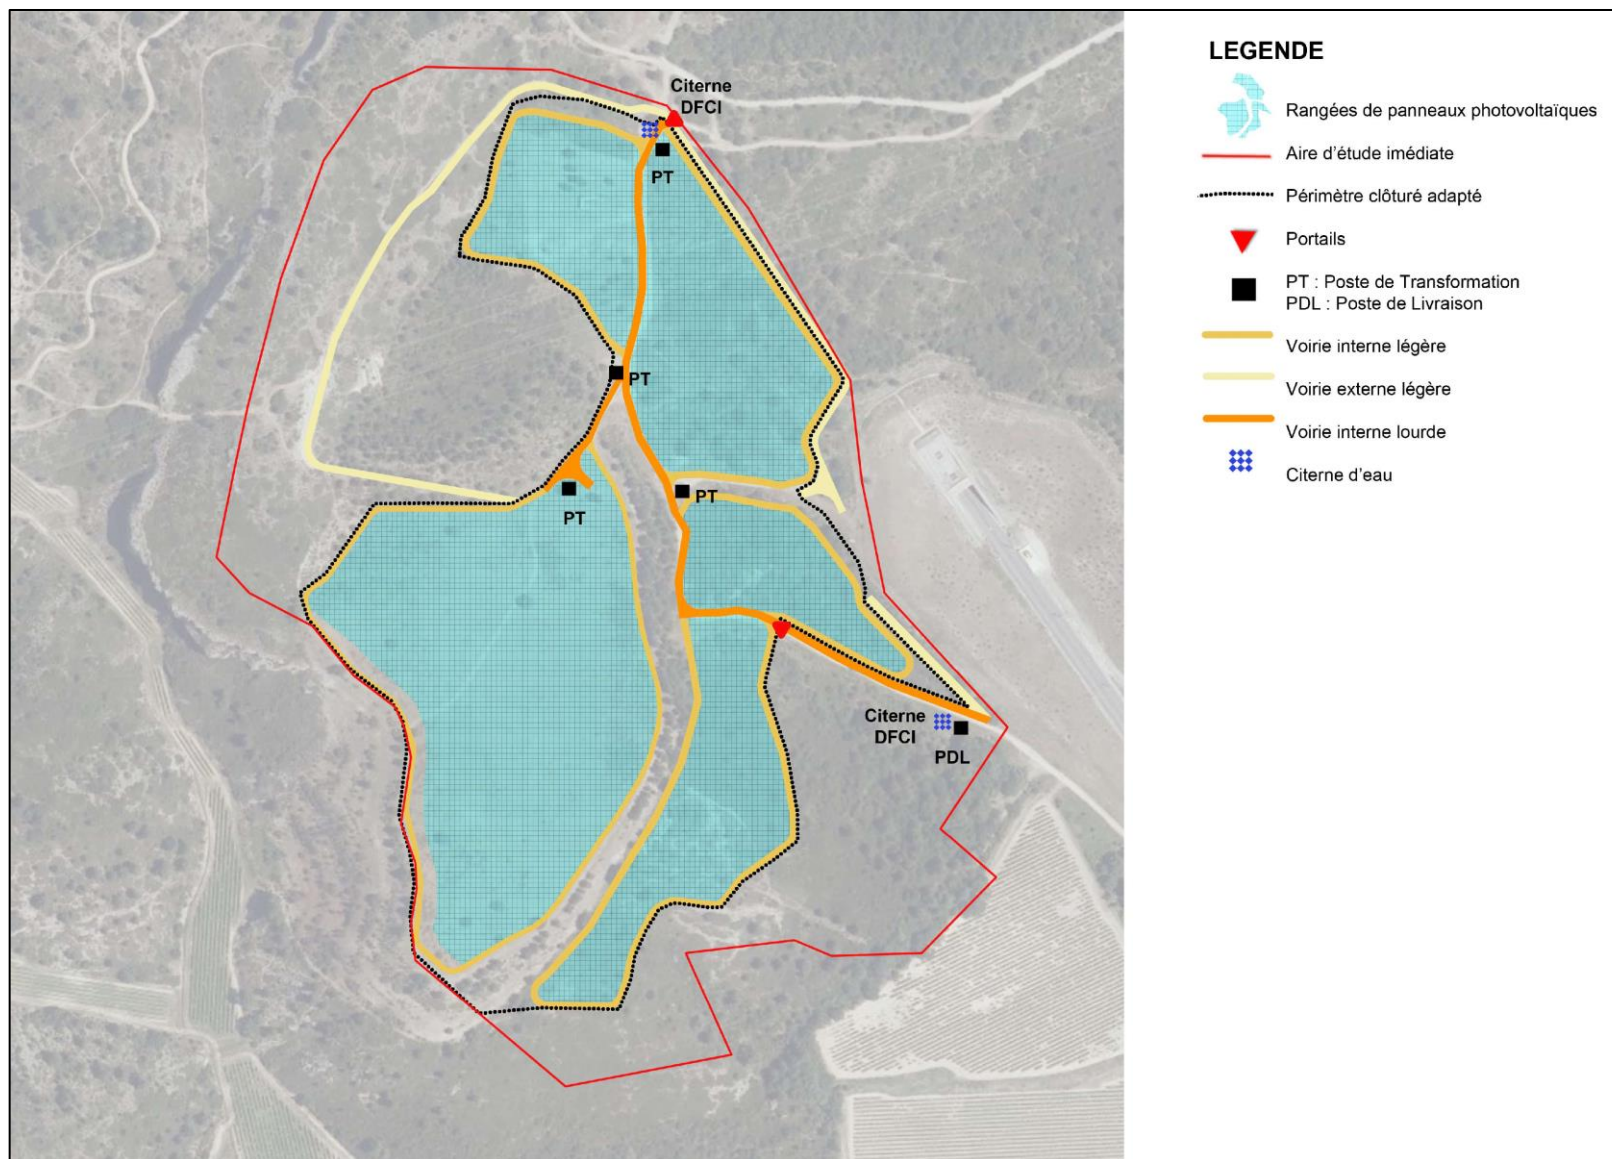 Citerne
DFCI
PT
PT
PT
PT
Citerne
DFCI
PDL
LEGENDE
Rangées de panneaux photovoltaïques
Aire d'étude imédiate
Périmètre clôturé adapté
Portails
PT : Poste de Transformation
PDL : Poste de Livraison
Voirie interne légère
Voirie externe légère
Voirie interne lourde
Citerne d'eau